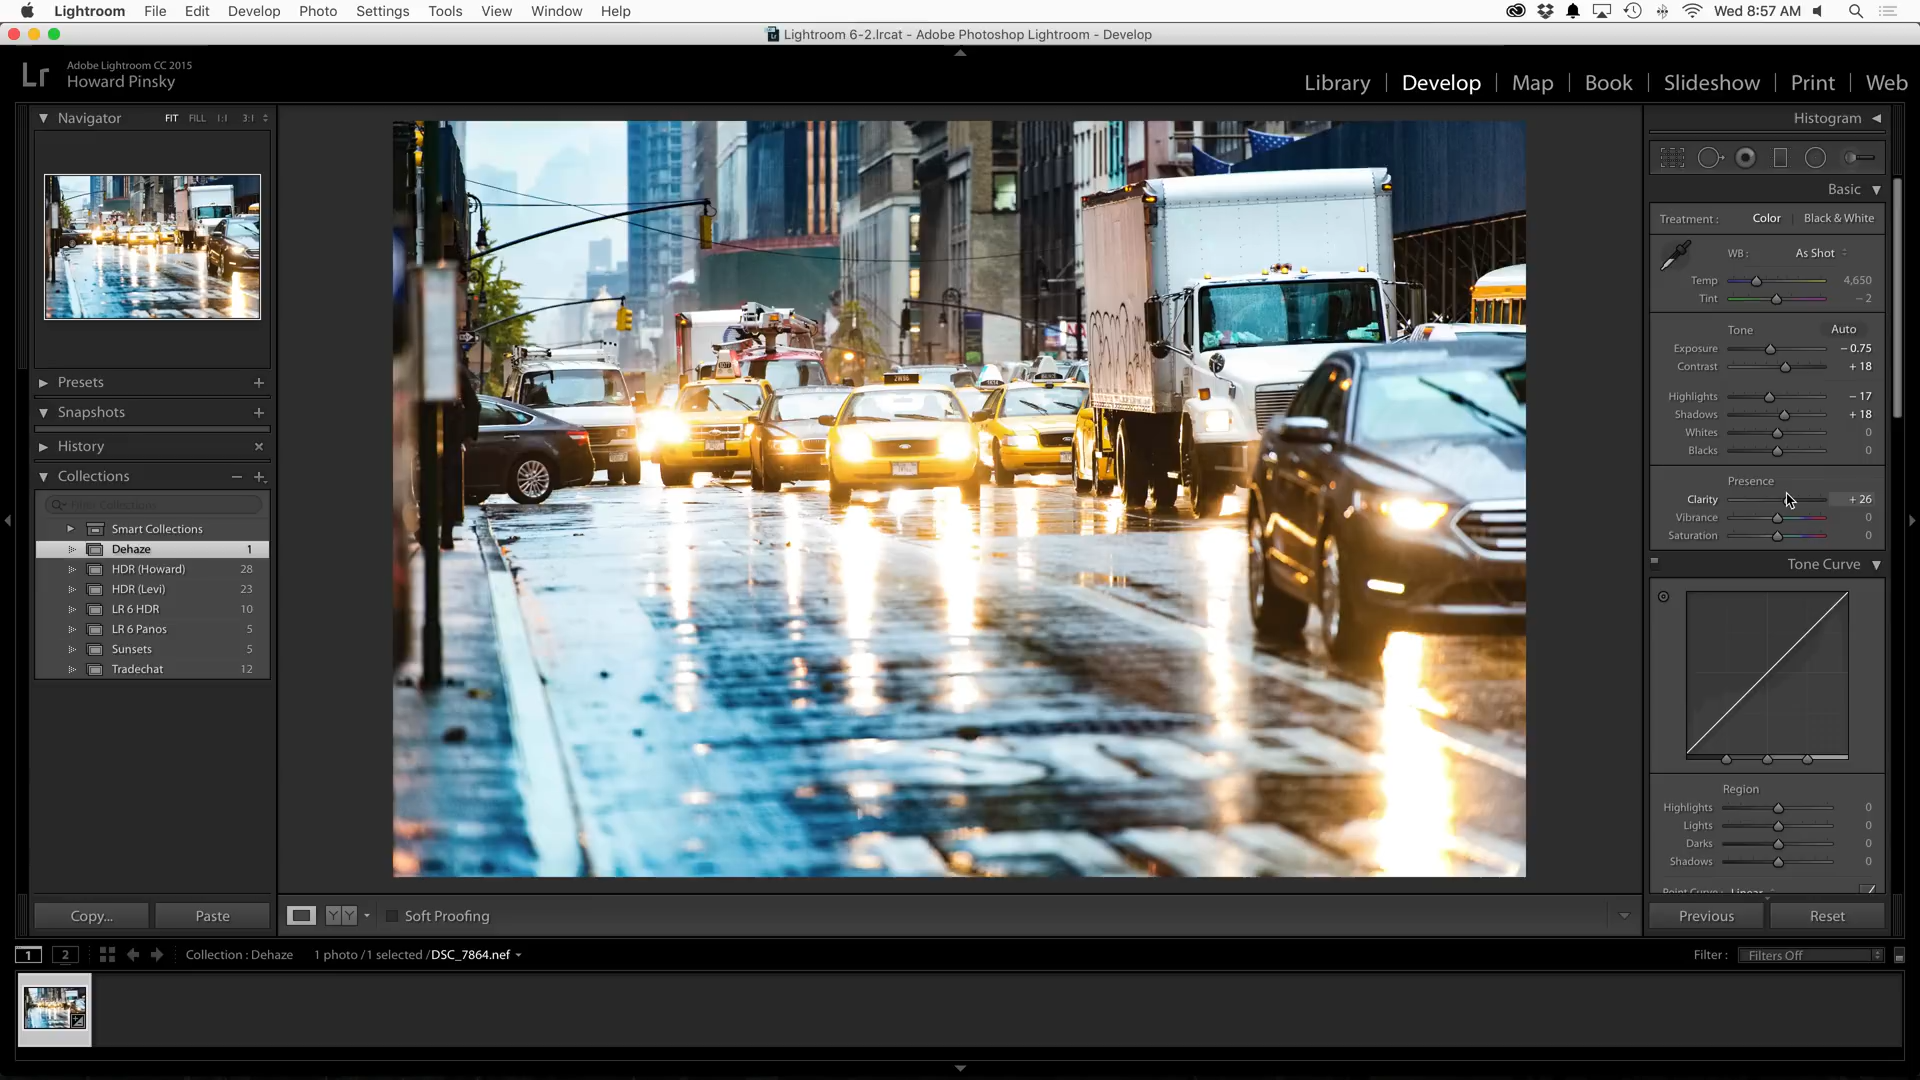 Lightroom File Edit Develop Photo Settings Tools View Window Help Wed 8:57 AM
Lightroom 6-2.lrcat - Adobe Photoshop Lightroom - Develop
Lr
Adobe Lightroom CC 2015
Howard Pinsky
Library | Develop | Map | Book | Slideshow | Print | Web
Navigator FIT FILL 1:1 3:1
Presets
Snapshots
History
Collections
Filter Collections
Smart Collections
Dehaze 1
HDR (Howard) 28
HDR (Levi) 23
LR 6 HDR 10
LR 6 Panos 5
Sunsets 5
Tradechat 12
Copy... Paste
Histogram
Basic
Treatment : Color | Black & White
WB : As Shot
Temp 4,650
Tint – 2
Tone Auto
Exposure – 0.75
Contrast + 18
Highlights – 17
Shadows + 18
Whites 0
Blacks 0
Presence
Clarity + 26
Vibrance 0
Saturation 0
Tone Curve
Region
Highlights 0
Lights 0
Darks 0
Shadows 0
Point Curve : Linear
Previous Reset
YY Soft Proofing
1 2 Collection : Dehaze 1 photo / 1 selected / DSC_7864.nef Filter : Filters Off